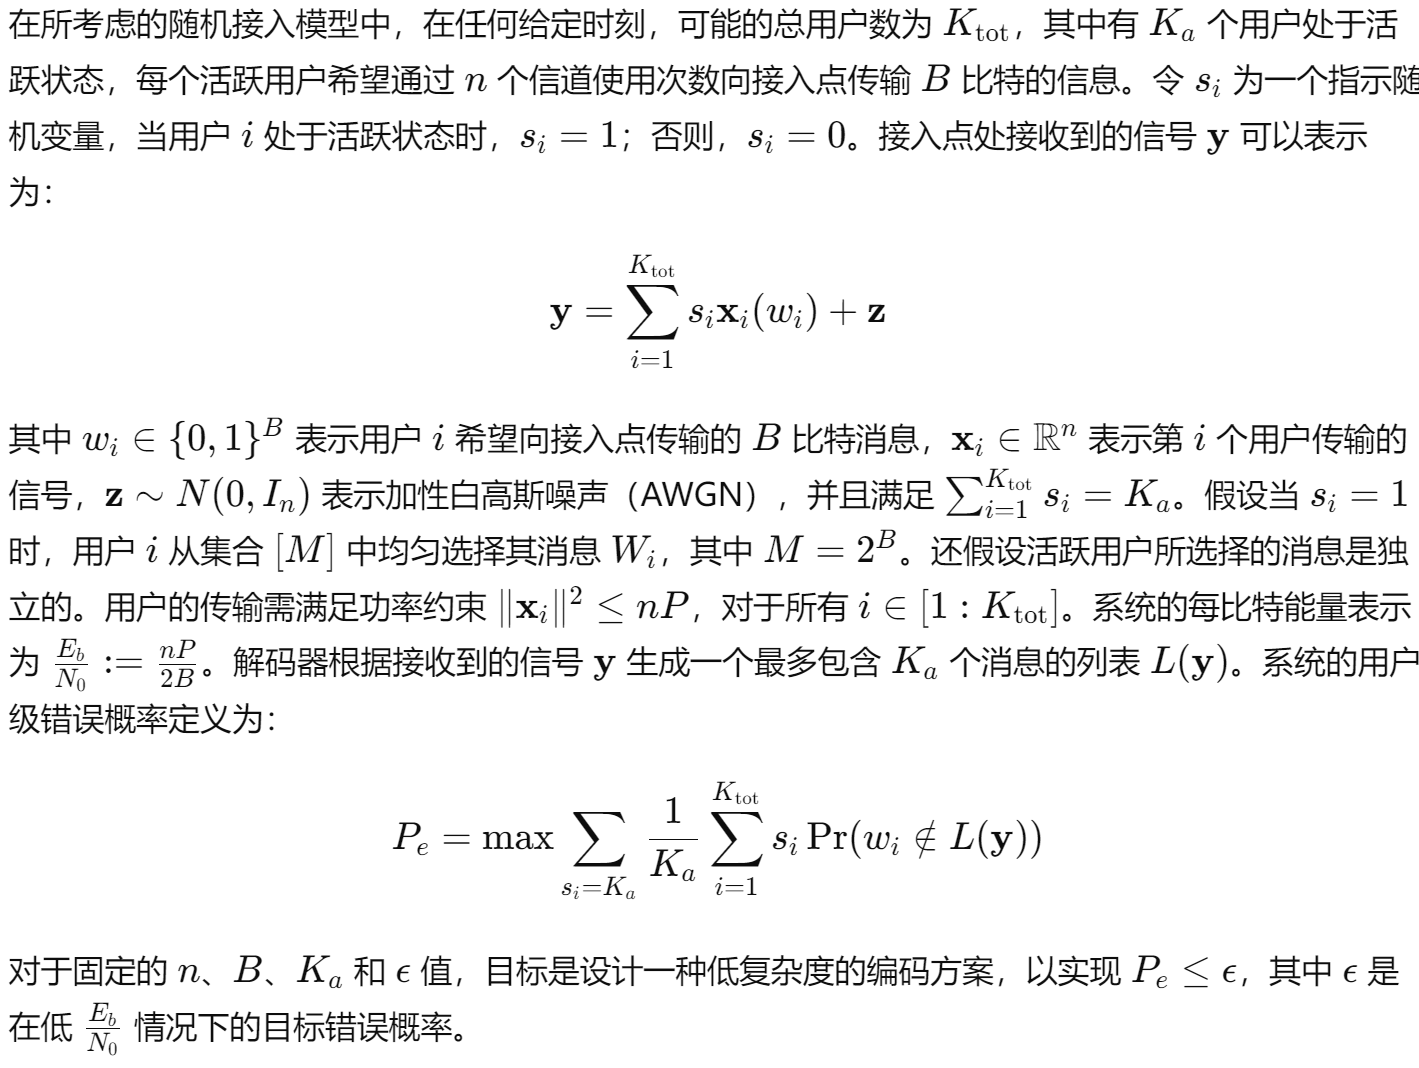 在所考虑的随机接入模型中，在任何给定时刻，可能的总用户数为 $K_{\text{tot}}$，其中有 $K_a$ 个用户处于活
跃状态，每个活跃用户希望通过 $n$ 个信道使用次数向接入点传输 $B$ 比特的信息。令 $s_i$ 为一个指示随
机变量，当用户 $i$ 处于活跃状态时，$s_i = 1$；否则，$s_i = 0$。接入点处接收到的信号 $\mathbf{y}$ 可以表示
为：
$$\mathbf{y} = \sum_{i=1}^{K_{\text{tot}}} s_i \mathbf{x}_i(w_i) + \mathbf{z}$$
其中 $w_i \in \{0, 1\}^B$ 表示用户 $i$ 希望向接入点传输的 $B$ 比特消息，$\mathbf{x}_i \in \mathbb{R}^n$ 表示第 $i$ 个用户传输的
信号，$\mathbf{z} \sim N(0, I_n)$ 表示加性白高斯噪声（AWGN），并且满足 $\sum_{i=1}^{K_{\text{tot}}} s_i = K_a$。假设当 $s_i = 1$
时，用户 $i$ 从集合 $[M]$ 中均匀选择其消息 $W_i$，其中 $M = 2^B$。还假设活跃用户所选择的消息是独
立的。用户的传输需满足功率约束 $\|\mathbf{x}_i\|^2 \leq nP$，对于所有 $i \in [1 : K_{\text{tot}}]$。系统的每比特能量表示
为 $\frac{E_b}{N_0} := \frac{nP}{2B}$。解码器根据接收到的信号 $\mathbf{y}$ 生成一个最多包含 $K_a$ 个消息的列表 $L(\mathbf{y})$。系统的用户
级错误概率定义为：
$$P_e = \max \sum_{s_i = K_a} \frac{1}{K_a} \sum_{i=1}^{K_{\text{tot}}} s_i \Pr(w_i \notin L(\mathbf{y}))$$
对于固定的 $n$、$B$、$K_a$ 和 $\epsilon$ 值，目标是设计一种低复杂度的编码方案，以实现 $P_e \leq \epsilon$，其中 $\epsilon$ 是
在低 $\frac{E_b}{N_0}$ 情况下的目标错误概率。